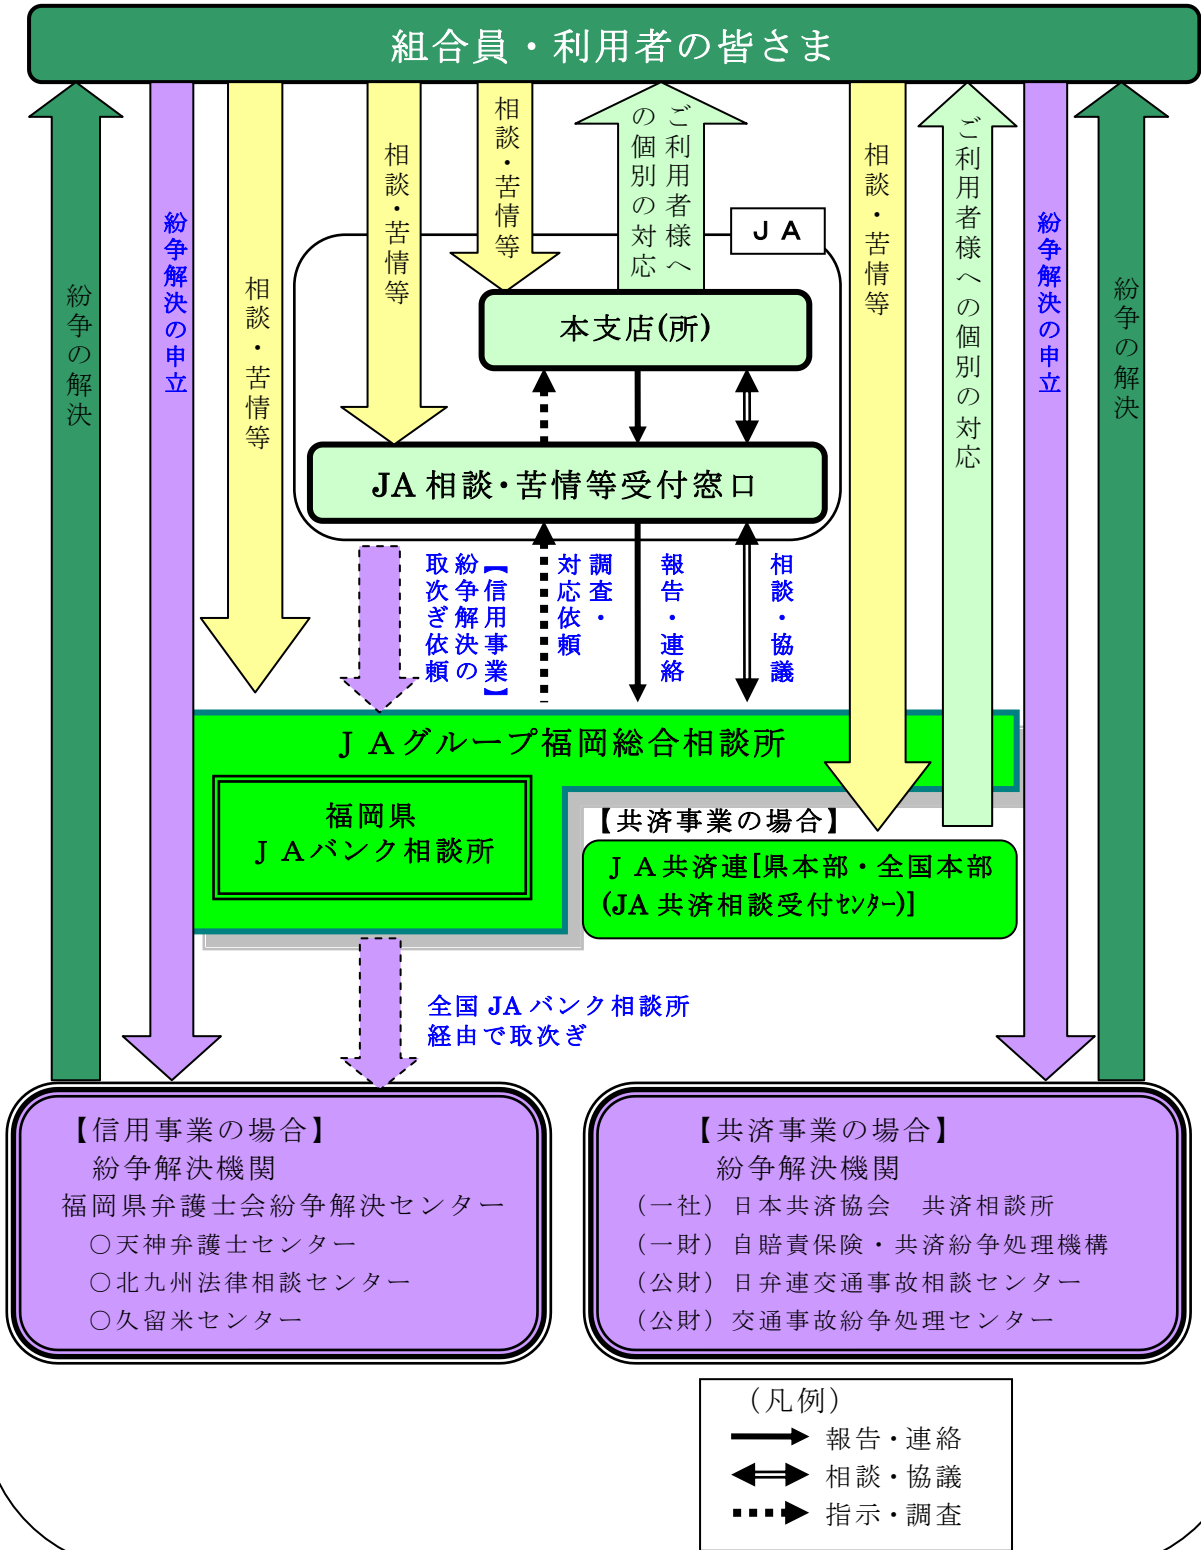 組合員・利用者の皆さま
紛争の解決
紛争解決の申立
相談・苦情等
相談・苦情等
相談・苦情等
ご利用者様へ
の個別の対応
相談・苦情等
ご利用者様への個別の対応
紛争解決の申立
紛争の解決
ＪＡ
本支店(所)
JA 相談・苦情等受付窓口
【信用事業】
紛争解決の
取次ぎ依頼
調査・
対応依頼
報告・連絡
相談・協議
ＪＡグループ福岡総合相談所
福岡県
ＪＡバンク相談所
【共済事業の場合】
ＪＡ共済連[県本部・全国本部
(JA 共済相談受付ｾﾝﾀｰ)]
全国 JA バンク相談所
経由で取次ぎ
【信用事業の場合】
紛争解決機関
福岡県弁護士会紛争解決センター
○天神弁護士センター
○北九州法律相談センター
○久留米センター
【共済事業の場合】
紛争解決機関
（一社）日本共済協会　共済相談所
（一財）自賠責保険・共済紛争処理機構
（公財）日弁連交通事故相談センター
（公財）交通事故紛争処理センター
（凡例）
報告・連絡
相談・協議
指示・調査